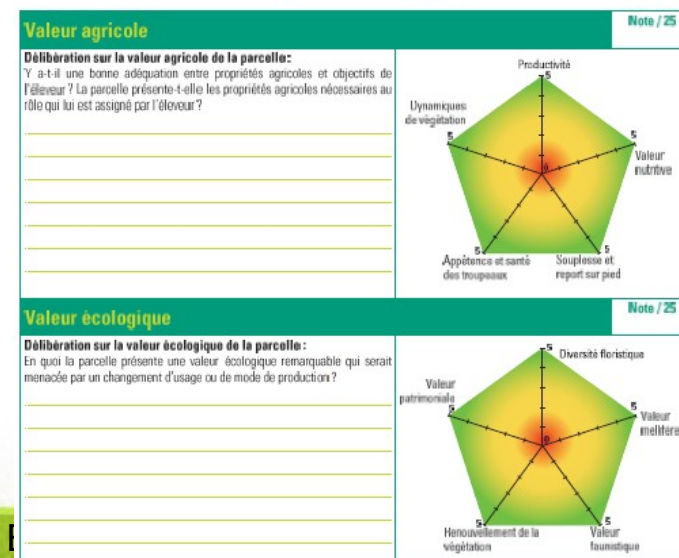 Valeur agricole
Note / 25
Délibération sur la valeur agricole de la parcelle :
Y a-t-il une bonne adéquation entre propriétés agricoles et objectifs de
l'éleveur ? La parcelle présente-t-elle les propriétés agricoles nécessaires au
rôle qui lui est assigné par l'éleveur ?
Productivité
5
Dynamiques
de végétation
5
5
Valeur
nutritive
0
5
Appétence et santé
des troupeaux
5
Souplesse et
report sur pied
Valeur écologique
Note / 25
Délibération sur la valeur écologique de la parcelle :
En quoi la parcelle présente une valeur écologique remarquable qui serait
menacée par un changement d'usage ou de mode de production ?
5
Diversité floristique
Valeur
patrimoniale
5
5
Valeur
mellifère
0
5
Renouvellement de la
végétation
5
Valeur
faunistique